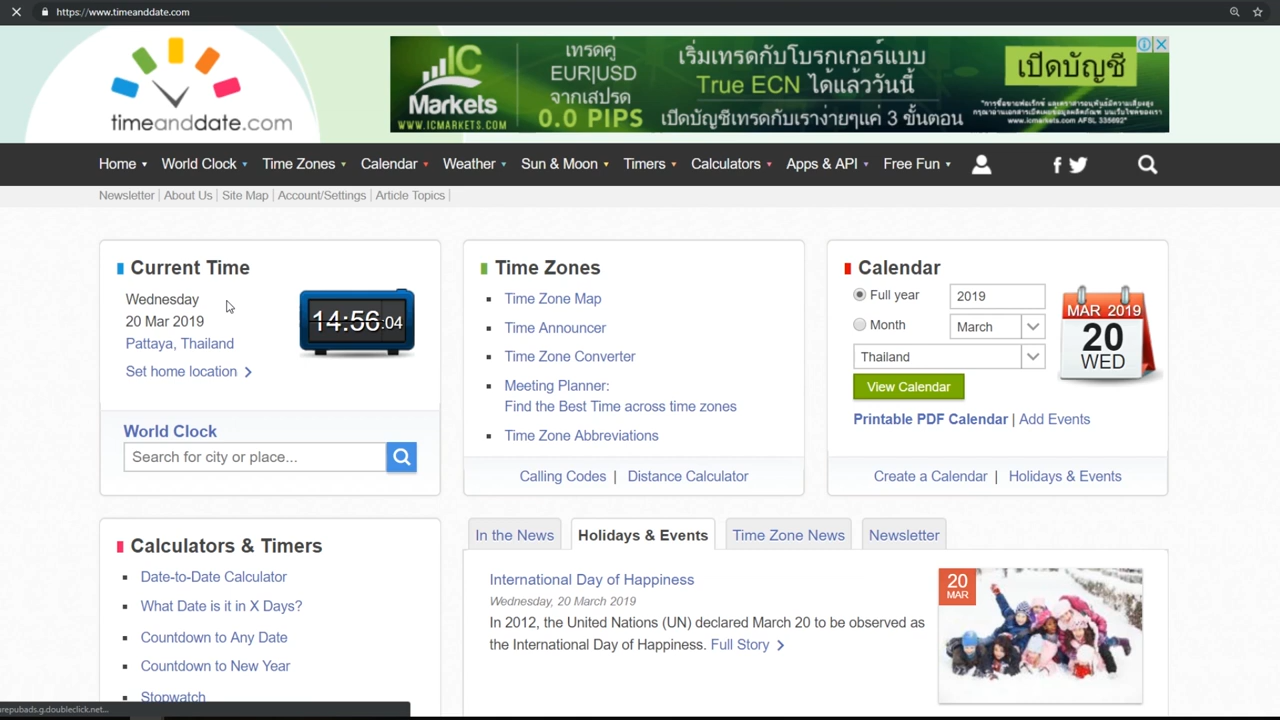 https://www.timeanddate.com
timeanddate.com
IC
Markets
WWW.ICMARKETS.COM
เทรดคู่
EUR|USD
จากสเปรด
0.0 PIPS
เริ่มเทรดกับโบรกเกอร์แบบ
True ECN ได้แล้ววันนี้
เปิดบัญชีเทรดกับเราง่ายๆแค่ 3 ขั้นตอน
เปิดบัญชี
www.icmarkets.com AFSL 335692"
Home World Clock Time Zones Calendar Weather Sun & Moon Timers Calculators Apps & API Free Fun
Newsletter | About Us | Site Map | Account/Settings | Article Topics |
Current Time
Wednesday
20 Mar 2019
Pattaya, Thailand
Set home location
14:56:04
World Clock
Search for city or place...
Time Zones
Time Zone Map
Time Announcer
Time Zone Converter
Meeting Planner:
Find the Best Time across time zones
Time Zone Abbreviations
Calling Codes | Distance Calculator
Calendar
Full year 2019
Month March
Thailand
View Calendar
MAR 2019
20
WED
Printable PDF Calendar | Add Events
Create a Calendar | Holidays & Events
Calculators & Timers
Date-to-Date Calculator
What Date is it in X Days?
Countdown to Any Date
Countdown to New Year
Stopwatch
In the News Holidays & Events Time Zone News Newsletter
International Day of Happiness
Wednesday, 20 March 2019
In 2012, the United Nations (UN) declared March 20 to be observed as
the International Day of Happiness. Full Story
20
MAR
urepubads.g.doubleclick.net...